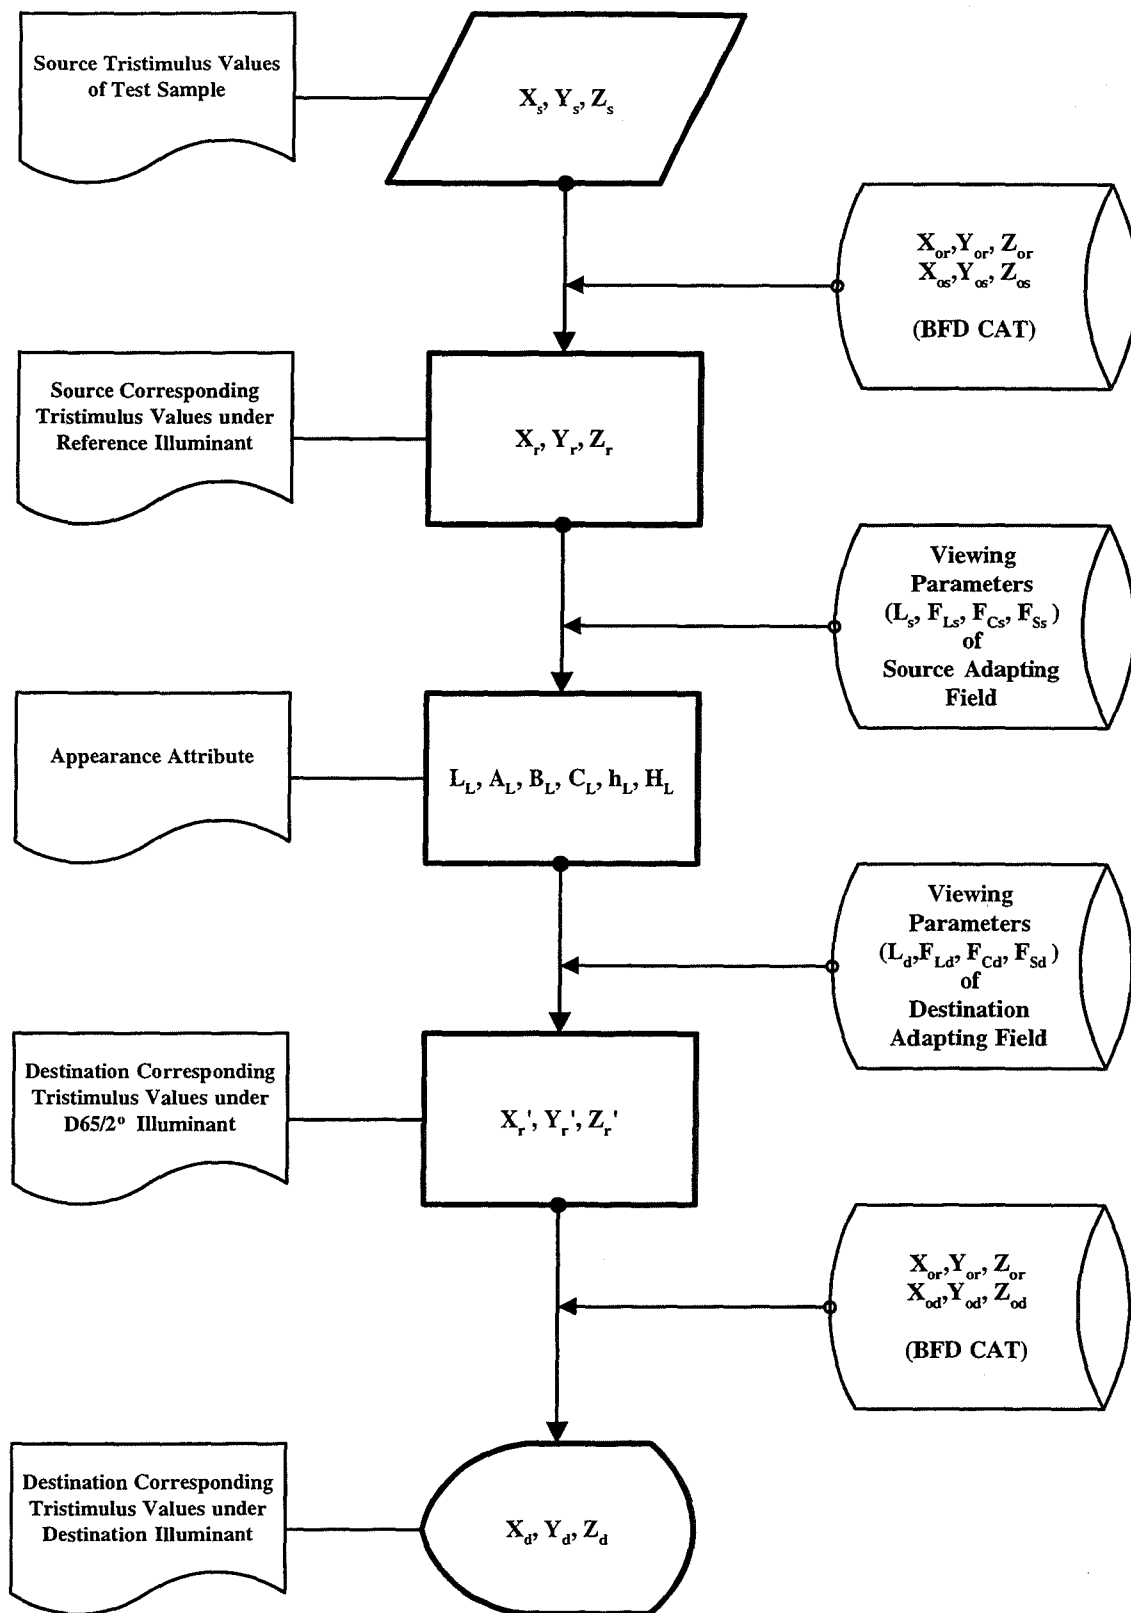 Source Tristimulus Values
of Test Sample
Xs, Ys, Zs
Xor,Yor, Zor
Xos,Yos, Zos
(BFD CAT)
Source Corresponding
Tristimulus Values under
Reference Illuminant
Xr, Yr, Zr
Viewing
Parameters
(Ls, FLs, FCs, FSs )
of
Source Adapting
Field
Appearance Attribute
LL, AL, BL, CL, hL, HL
Viewing
Parameters
(Ld,FLd, FCd, FSd )
of
Destination
Adapting Field
Destination Corresponding
Tristimulus Values under
D65/2º Illuminant
Xr', Yr', Zr'
Xor,Yor, Zor
Xod,Yod, Zod
(BFD CAT)
Destination Corresponding
Tristimulus Values under
Destination Illuminant
Xd, Yd, Zd